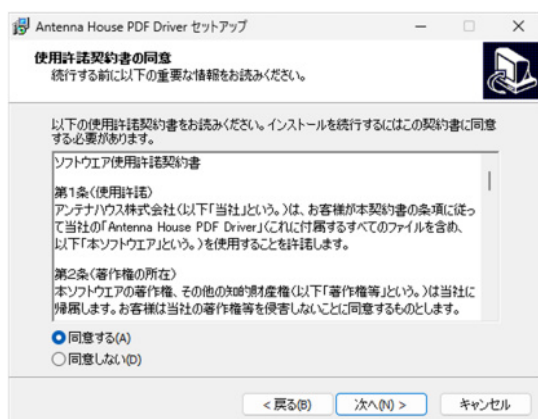 Antenna House PDF Driver セットアップ
使用許諾契約書の同意
続行する前に以下の重要な情報をお読みください。
以下の使用許諾契約書をお読みください。インストールを続行するにはこの契約書に同意
する必要があります。
ソフトウエア使用許諾契約書
第1条(使用許諾)
アンテナハウス株式会社(以下「当社」という。)は、お客様が本契約書の条項に従っ
て当社の「Antenna House PDF Driver」(これに付属するすべてのファイルを含め、
以下「本ソフトウエア」という。)を使用することを許諾します。
第2条(著作権の所在)
本ソフトウエアの著作権、その他の知的財産権(以下「著作権等」という。)は当社に
帰属します。お客様は当社の著作権等を侵害しないことに同意するものとします。
同意する(A)
同意しない(D)
< 戻る(B) 次へ(N) > キャンセル